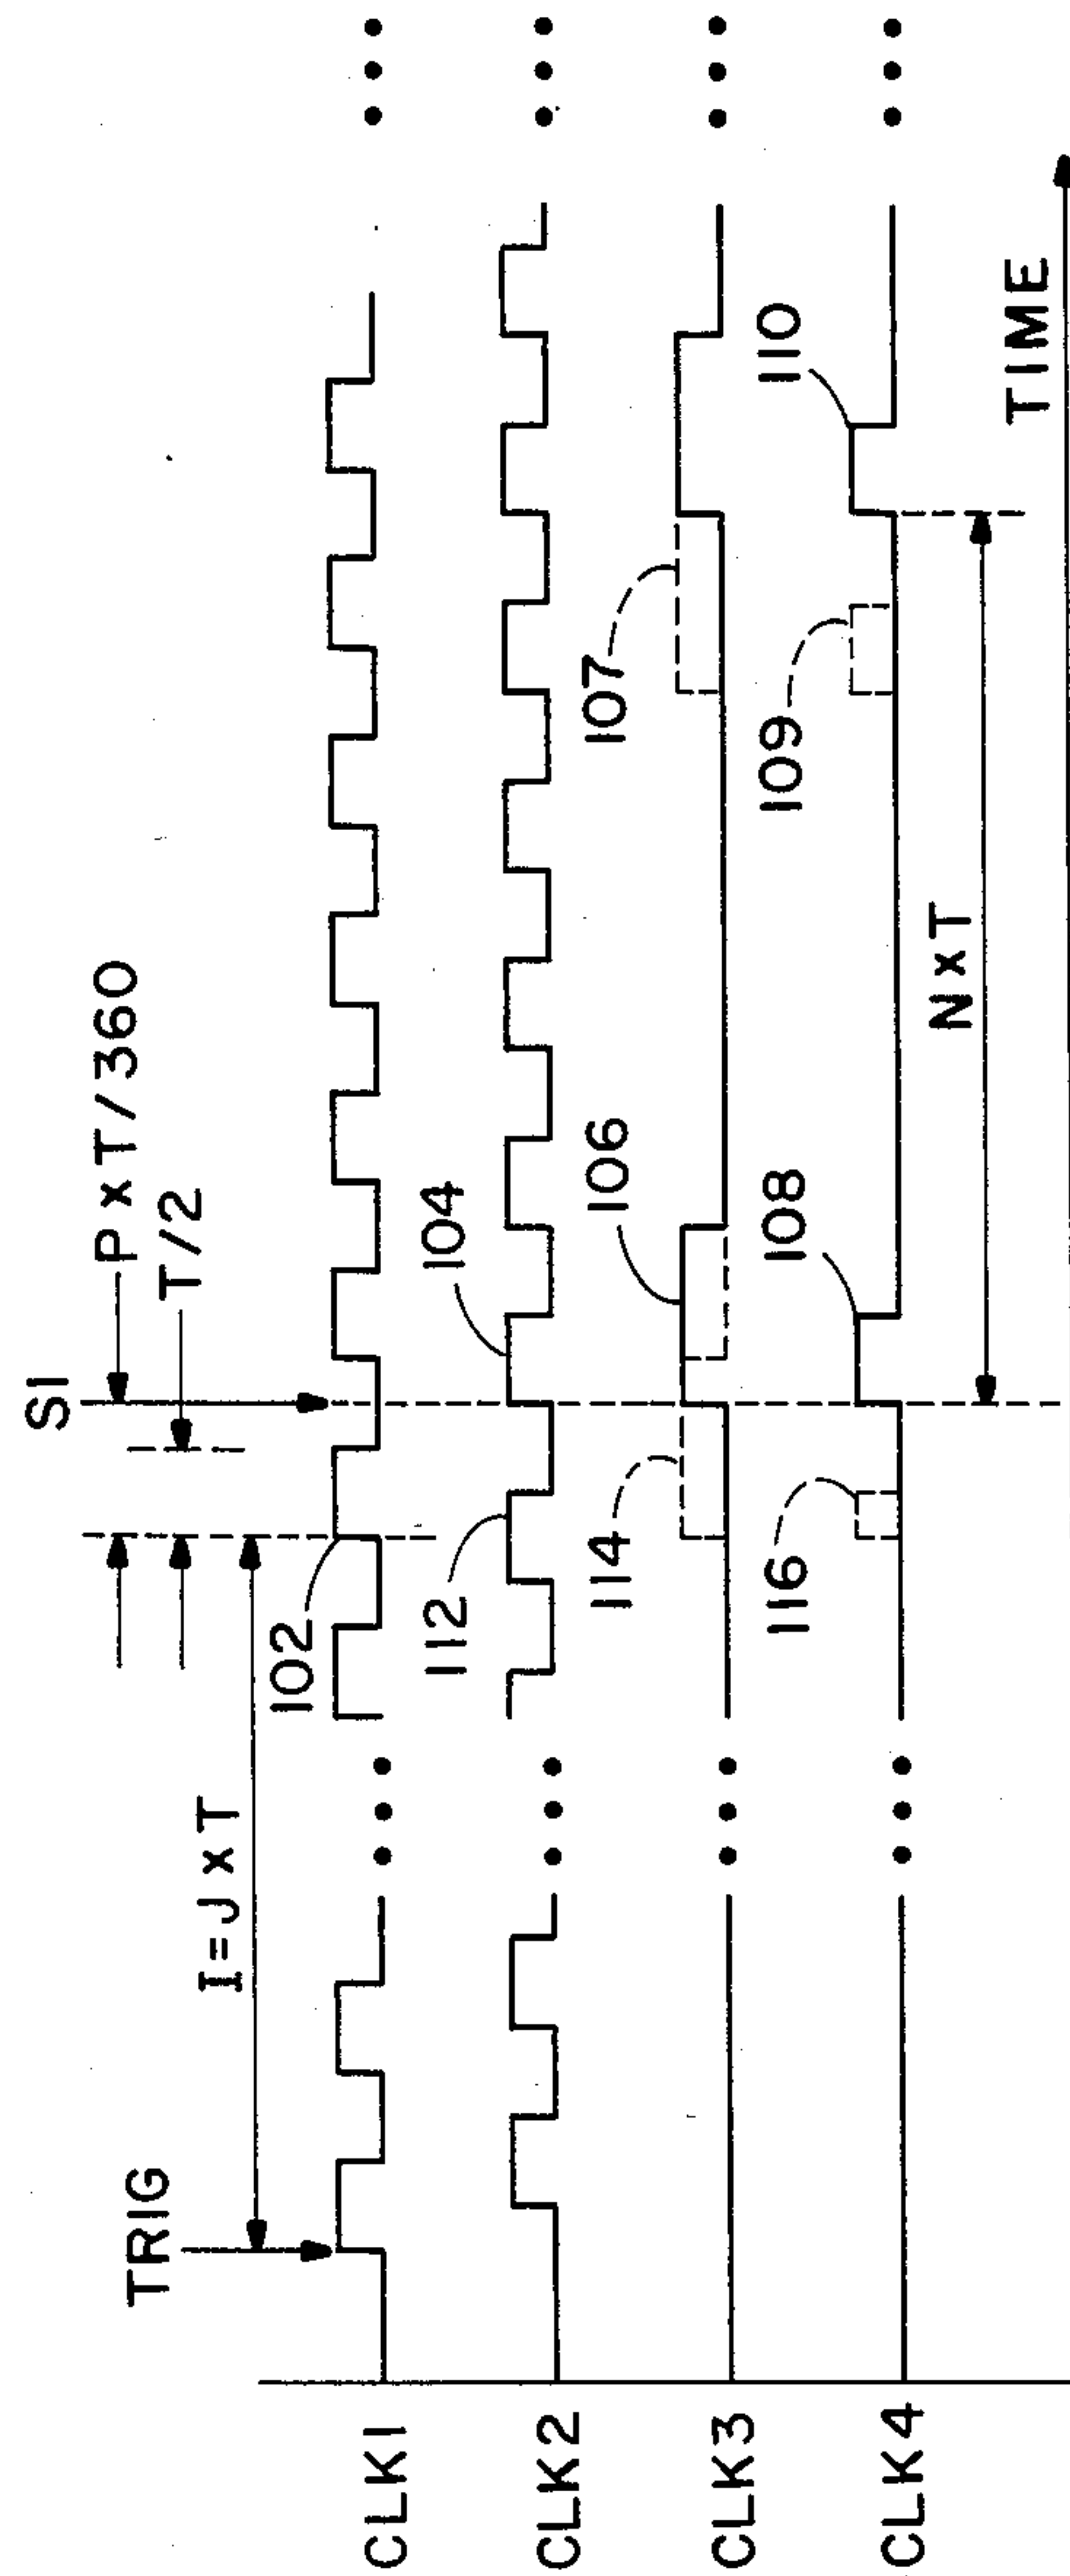 S1
P x T/360
T/2
TRIG
I=J x T
102
CLK1
104
112
CLK2
106
107
114
CLK3
108
109
110
116
CLK4
N x T
TIME